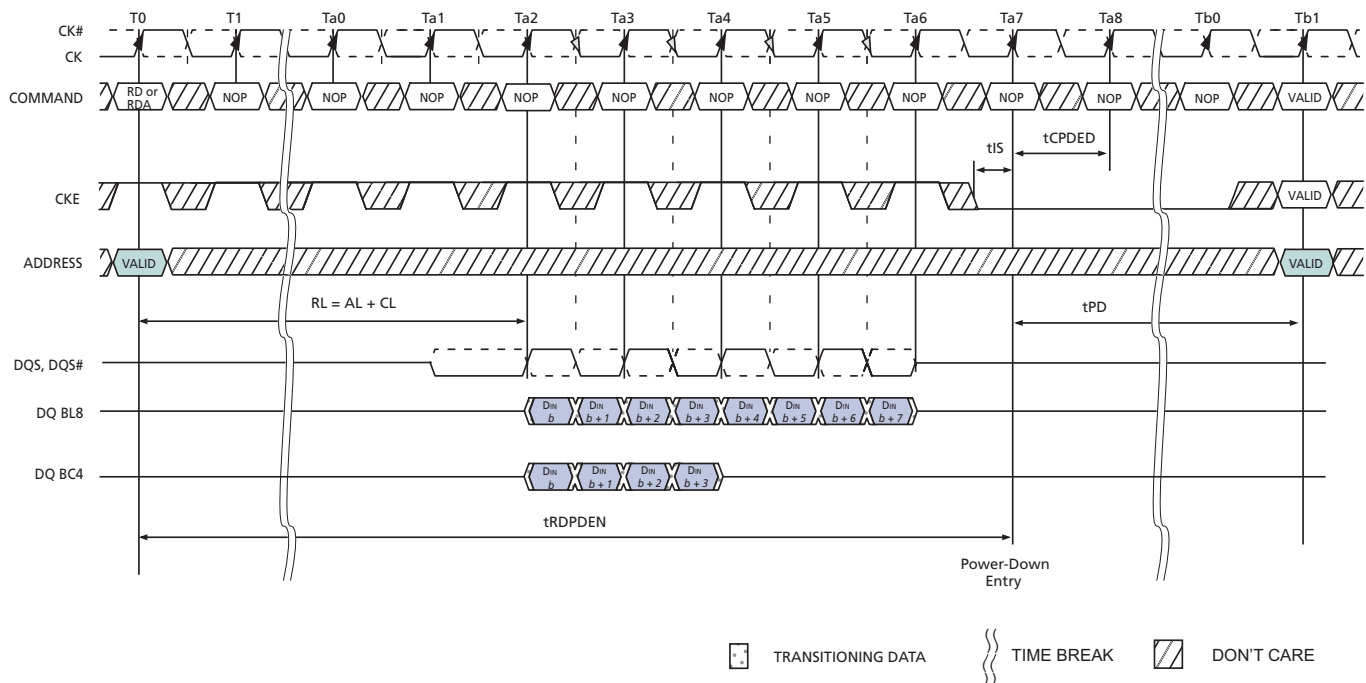 T0 T1 Ta0 Ta1 Ta2 Ta3 Ta4 Ta5 Ta6 Ta7 Ta8 Tb0 Tb1
CK#
CK
COMMAND
RD or
RDA
NOP NOP NOP NOP NOP NOP NOP NOP NOP NOP NOP VALID
tIS
tCPDED
CKE
VALID
ADDRESS
VALID
VALID
RL = AL + CL
tPD
DQS, DQS#
DQ BL8
DIN DIN DIN DIN DIN DIN DIN DIN
b b + 1 b + 2 b + 3 b + 4 b + 5 b + 6 b + 7
DQ BC4
DIN DIN DIN DIN
b b + 1 b + 2 b + 3
tRDPDEN
Power-Down
Entry
TRANSITIONING DATA
TIME BREAK
DON'T CARE